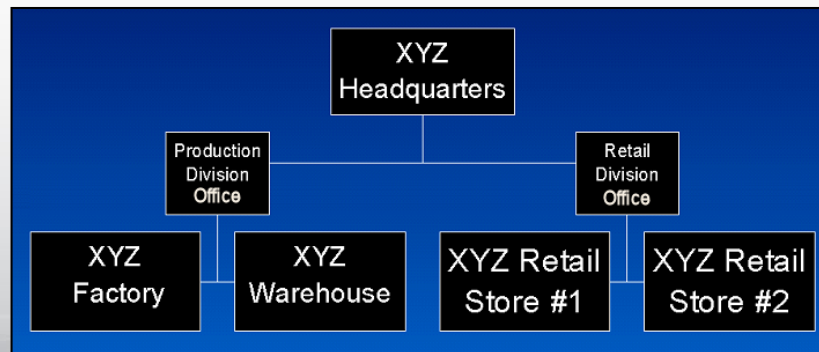 XYZ
Headquarters
Production
Division
Office
Retail
Division
Office
XYZ
Factory
XYZ
Warehouse
XYZ Retail
Store #1
XYZ Retail
Store #2